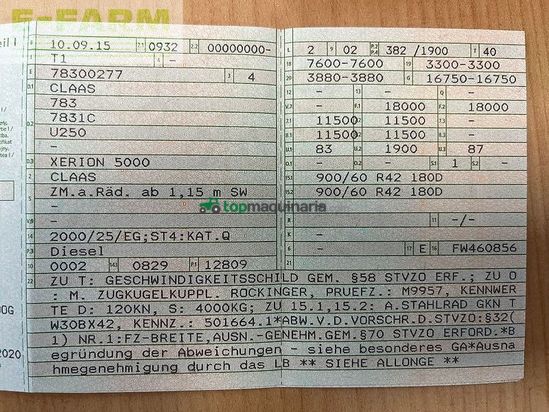 E-FARM
10.09.15 0932 00000000-
T1 -
78300277 4
CLAAS
783
7831C
U250
XERION 5000
CLAAS
ZM.a.Räd. ab 1,15 m SW
-
2000/25/EG;ST4:KAT.Q
Diesel
0002 0829 12809
2 02 382 /1900 40
7600-7600 3300-3300
3880-3880 16750-16750
- - -
- 18000 18000
11500 11500 -
11500 11500 -
83 1900 87
- - 1 -
900/60 R42 180D
900/60 R42 180D
-
-
- -/-
-
- E FW460856
topmaquinaria
ZU T: GESCHWINDIGKEITSSCHILD GEM. §58 STVZO ERF.; ZU O
: M. ZUGKUGELKUPPL. ROCKINGER, PRUEFZ.: M9957, KENNWER
TE D: 120KN, S: 4000KG; ZU 15.1,15.2: A.STAHLRAD GKN T
W30BX42, KENNZ.: 501664.1*ABW.V.D.VORSCHR.D.STVZO:§32(
1) NR.1:FZ-BREITE,AUSN.-GENEHM.GEM.§70 STVZO ERFORD.*B
egründung der Abweichungen - siehe besonderes GA*Ausna
hmegenehmigung durch das LB ** SIEHE ALLONGE **